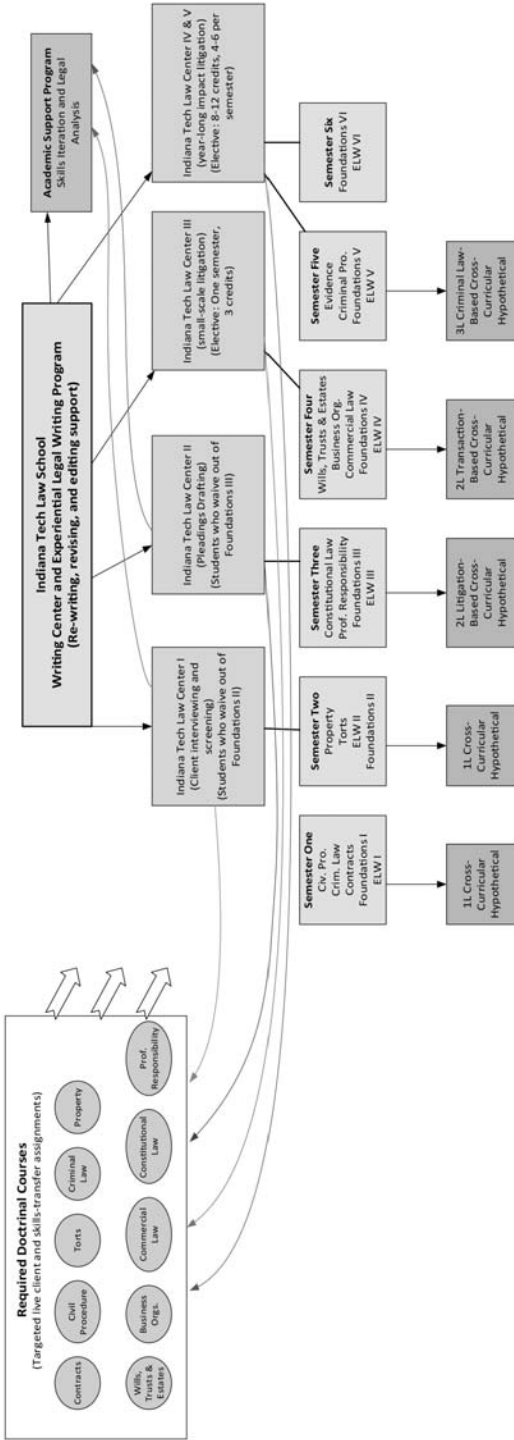 Required Doctrinal Courses
(Targeted live client and skills-transfer assignments)
Contracts
Civil
Procedure
Torts
Criminal
Law
Property
Wills,
Trusts &
Estates
Business
Orgs.
Commercial
Law
Constitutional
Law
Prof.
Responsibility
Indiana Tech Law School
Writing Center and Experiential Legal Writing Program
(Re-writing, revising, and editing support)
Academic Support Program
Skills Iteration and Legal
Analysis
Indiana Tech Law Center I
(Client interviewing and
screening)
(Students who waive out of
Foundations II)
Indiana Tech Law Center II
(Pleadings Drafting)
(Students who waive out of
Foundations III)
Indiana Tech Law Center III
(small-scale litigation)
(Elective: One semester,
3 credits)
Indiana Tech Law Center IV & V
(year-long impact litigation)
(Elective: 8-12 credits, 4-6 per
semester)
Semester One
Civ. Pro.
Crim. Law
Contracts
Foundations I
ELW I
Semester Two
Property
Torts
ELW II
Foundations II
Semester Three
Constitutional Law
Prof. Responsibility
Foundations III
ELW III
Semester Four
Wills, Trusts & Estates
Business Org.
Commercial Law
Foundations IV
ELW IV
Semester Five
Evidence
Criminal Pro.
Foundations V
ELW V
Semester Six
Foundations VI
ELW VI
1L Cross-
Curricular
Hypothetical
1L Cross-
Curricular
Hypothetical
2L Litigation-
Based Cross-
Curricular
Hypothetical
2L Transaction-
Based Cross-
Curricular
Hypothetical
3L Criminal Law-
Based Cross-
Curricular
Hypothetical